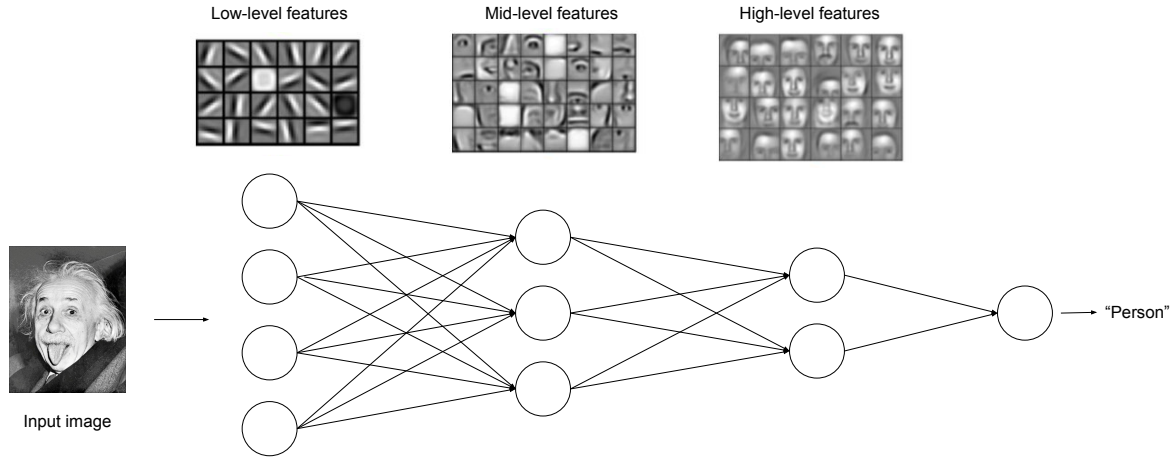 Low-level features
Mid-level features
High-level features
“Person”
Input image